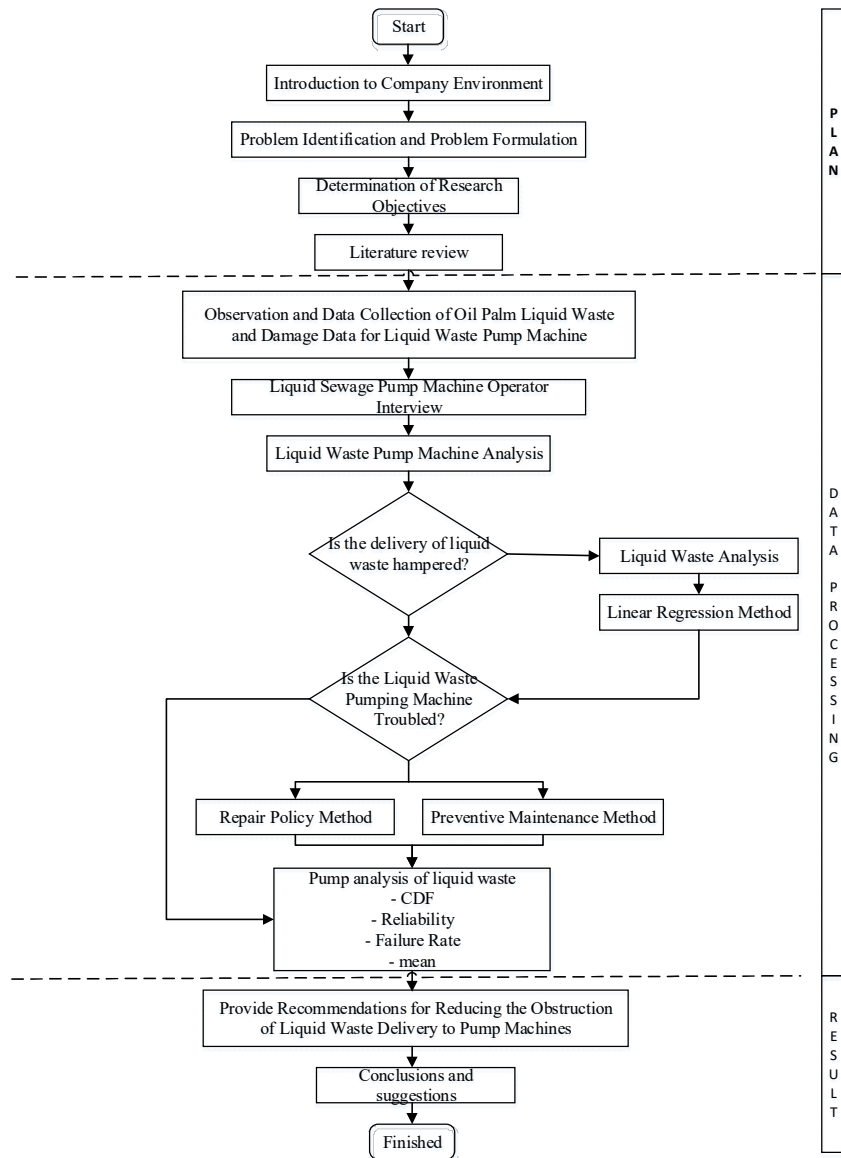 Start
Introduction to Company Environment
Problem Identification and Problem Formulation
Determination of Research
Objectives
Literature review
PLAN
Observation and Data Collection of Oil Palm Liquid Waste
and Damage Data for Liquid Waste Pump Machine
Liquid Sewage Pump Machine Operator
Interview
Liquid Waste Pump Machine Analysis
Is the delivery of liquid
waste hampered?
Liquid Waste Analysis
Linear Regression Method
Is the Liquid Waste
Pumping Machine
Troubled?
Repair Policy Method
Preventive Maintenance Method
Pump analysis of liquid waste
- CDF
- Reliability
- Failure Rate
- mean
DATA PROCESSING
Provide Recommendations for Reducing the Obstruction
of Liquid Waste Delivery to Pump Machines
Conclusions and
suggestions
Finished
RESULT